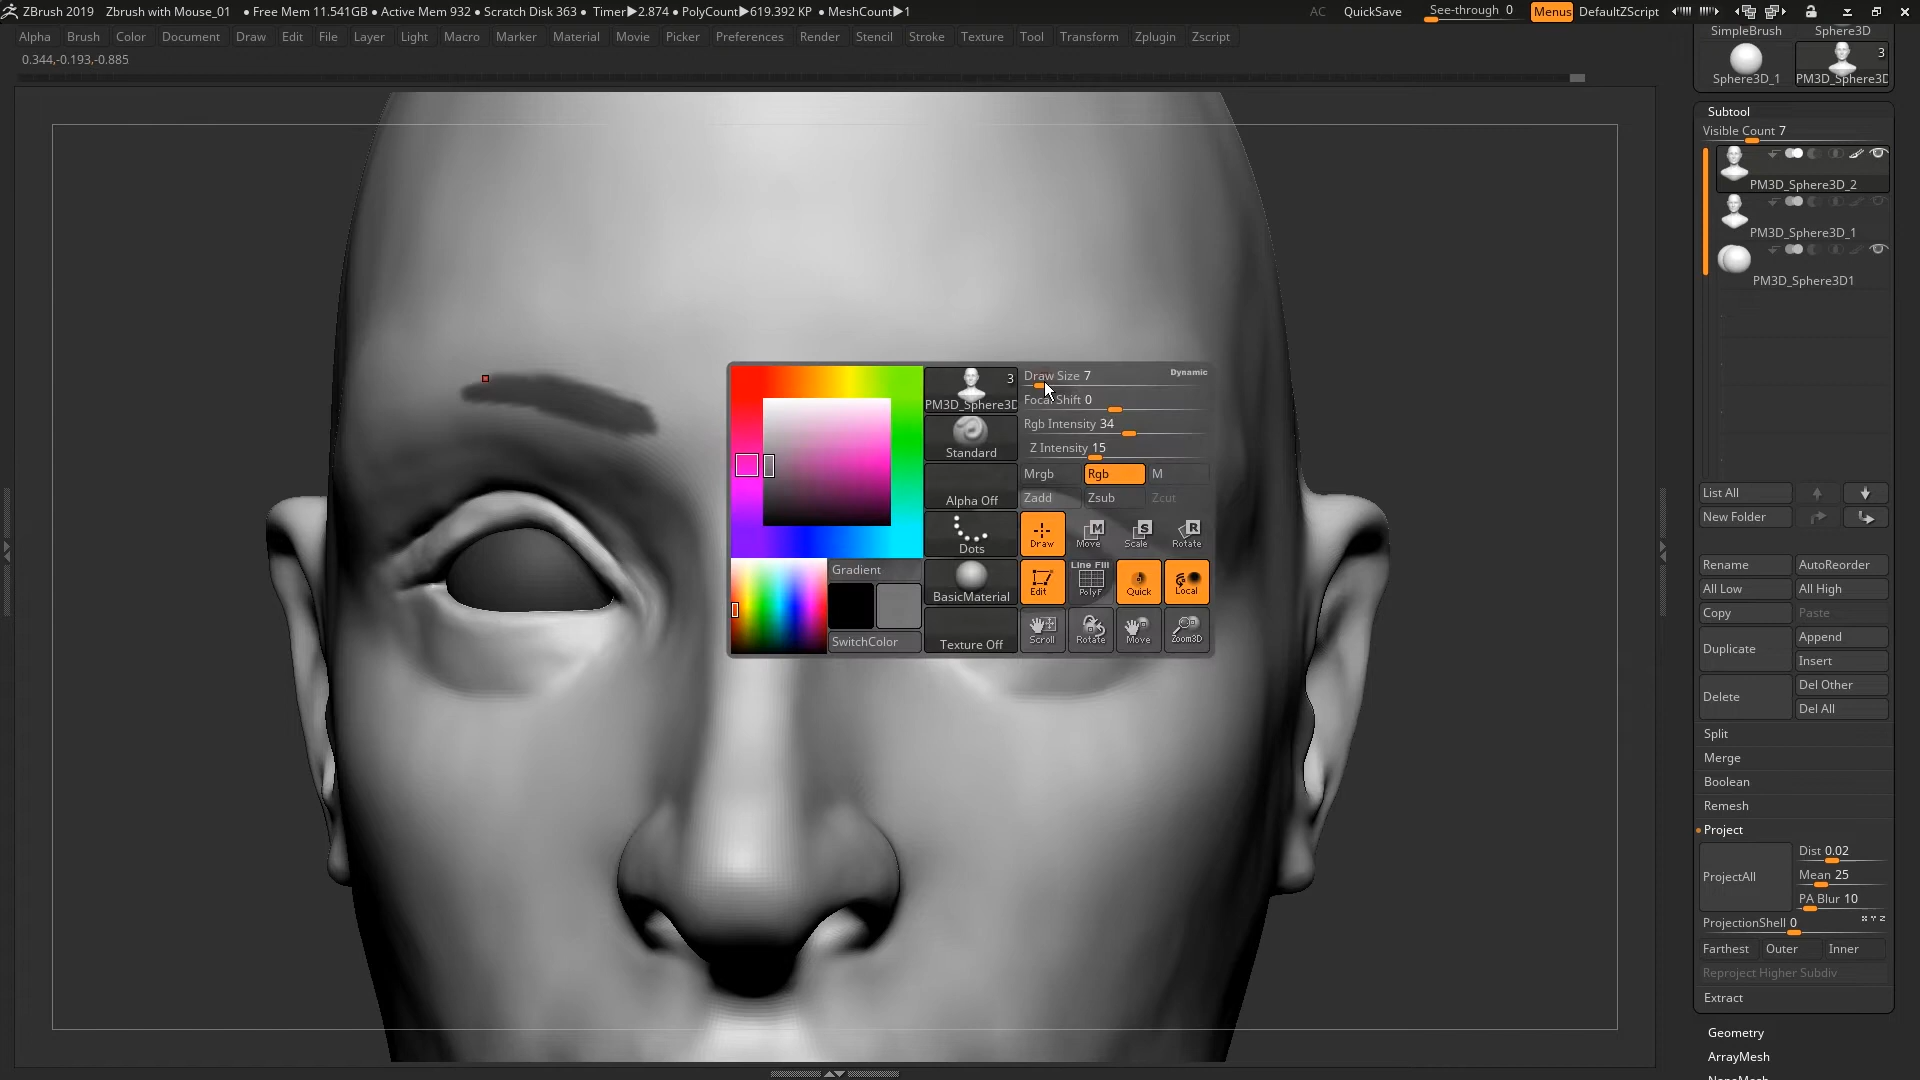 ZBrush 2019 Zbrush with Mouse_01 ● Free Mem 11.541GB ● Active Mem 932 ● Scratch Disk 363 ● Timer▶2.874 ● PolyCount▶619.392 KP ● MeshCount▶1 AC QuickSave See-through 0 Menus DefaultZScript
Alpha Brush Color Document Draw Edit File Layer Light Macro Marker Material Movie Picker Preferences Render Stencil Stroke Texture Tool Transform Zplugin Zscript
0.344,-0.193,-0.885
SimpleBrush Sphere3D
3
Sphere3D_1 PM3D_Sphere3D
Subtool
Visible Count 7
PM3D_Sphere3D_2
PM3D_Sphere3D_1
PM3D_Sphere3D1
List All
New Folder
Rename AutoReorder
All Low All High
Copy Paste
Duplicate Append
Insert
Delete Del Other
Del All
Split
Merge
Boolean
Remesh
Project
ProjectAll Dist 0.02
Mean 25
PA Blur 10
ProjectionShell 0 X Y Z
Farthest Outer Inner
Reproject Higher Subdiv
Extract
Geometry
ArrayMesh
NanoMesh
3
PM3D_Sphere3D
Standard
Alpha Off
Dots
BasicMaterial
Texture Off
Gradient
SwitchColor
Draw Size 7 Dynamic
Focal Shift 0
Rgb Intensity 34
Z Intensity 15
Mrgb Rgb M
Zadd Zsub Zcut
Draw M Move S Scale R Rotate
Edit Line Fill PolyF Quick Local
Scroll Rotate Move Zoom3D